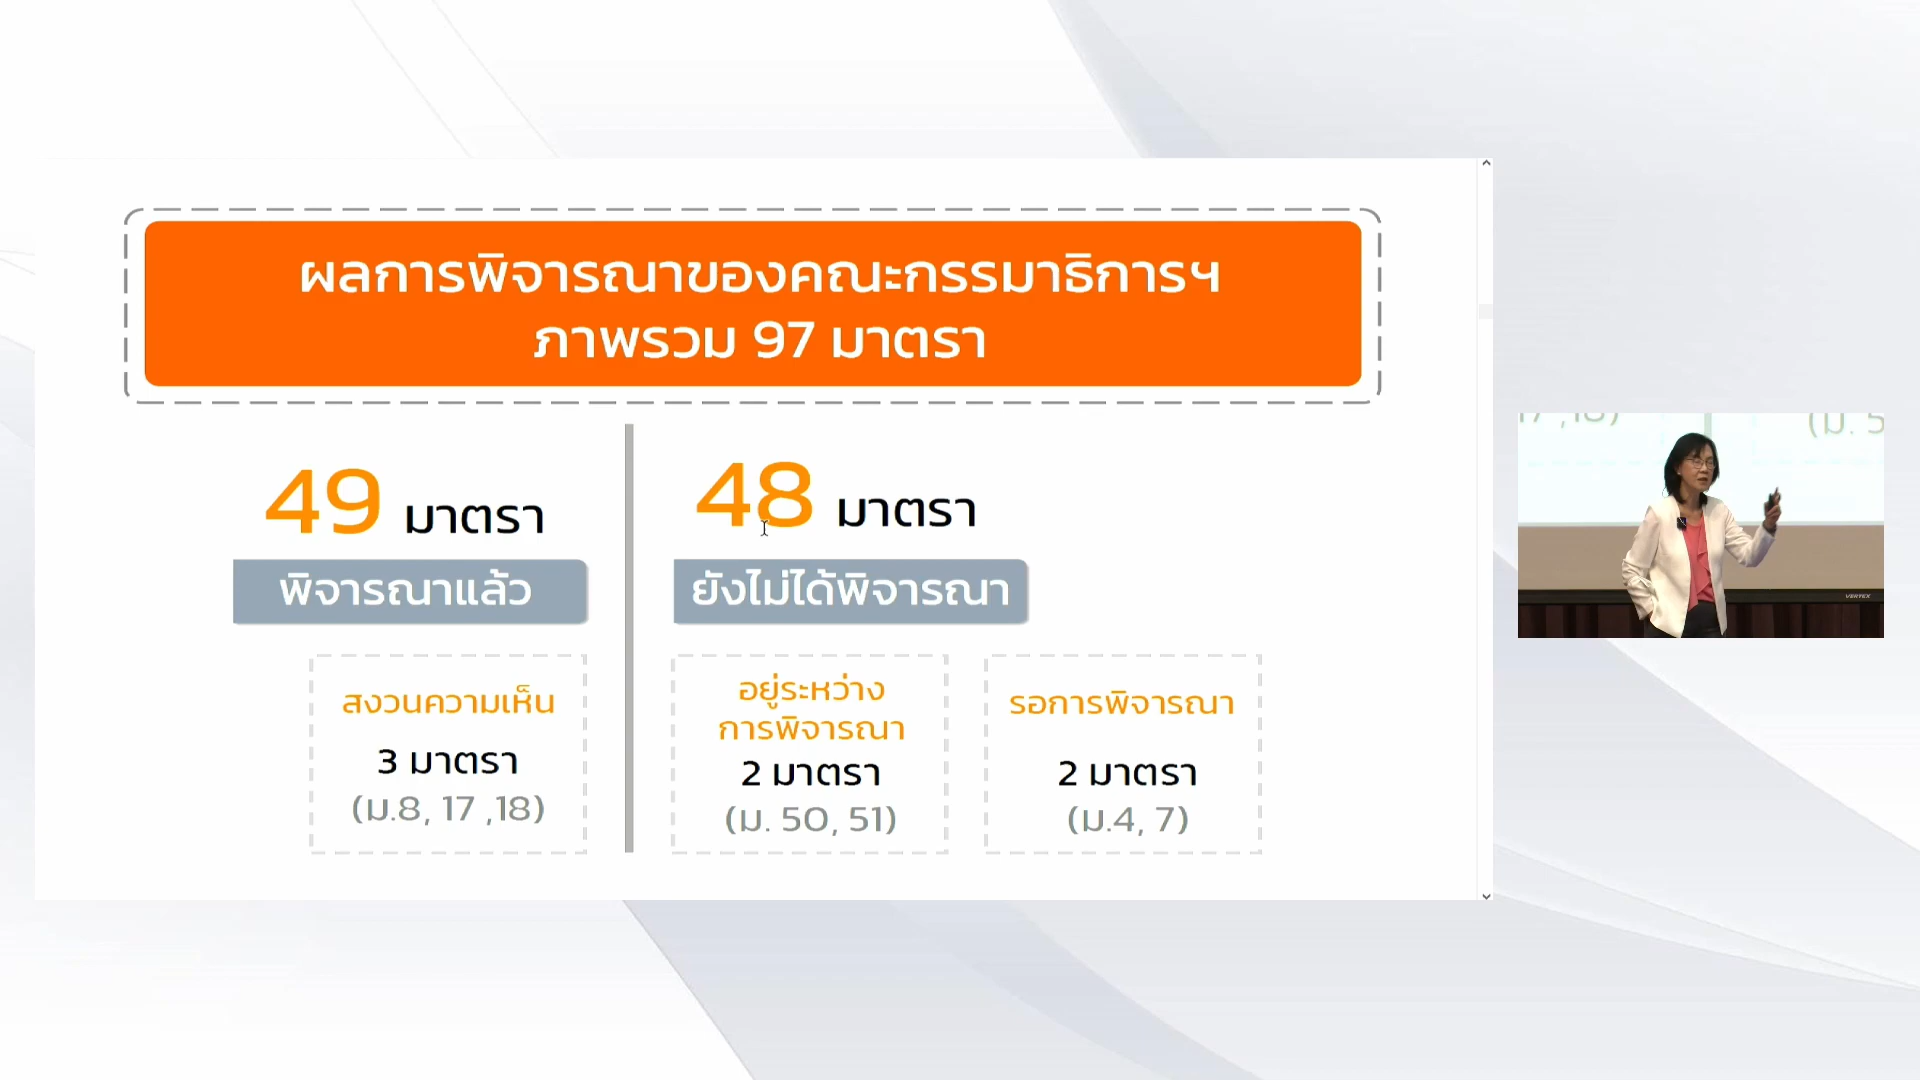 ผลการพิจารณาของคณะกรรมาธิการฯ
ภาพรวม 97 มาตรา
49 มาตรา
พิจารณาแล้ว
สงวนความเห็น
3 มาตรา
(ม.8, 17 ,18)
48 มาตรา
ยังไม่ได้พิจารณา
อยู่ระหว่าง
การพิจารณา
2 มาตรา
(ม. 50, 51)
รอการพิจารณา
2 มาตรา
(ม.4, 7)
17 ,18)
(ม. 5
VERTEX